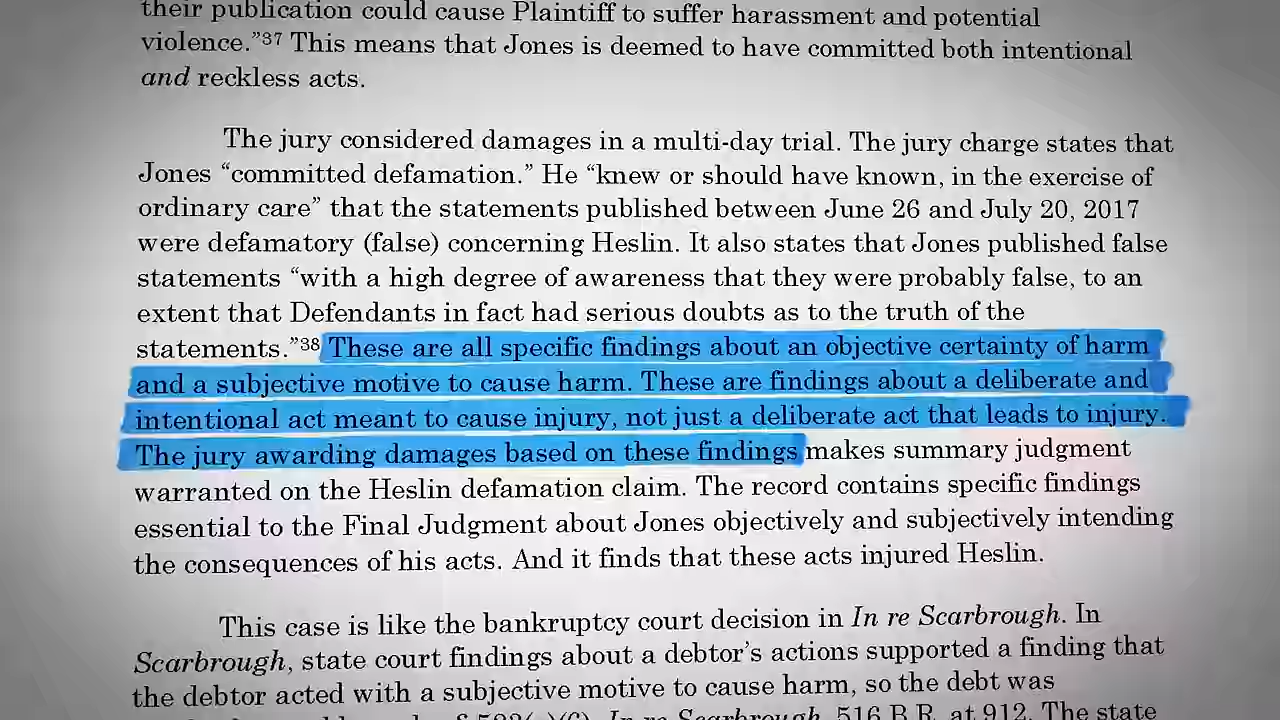 their publication could cause Plaintiff to suffer harassment and potential
violence.”37 This means that Jones is deemed to have committed both intentional
and reckless acts.
The jury considered damages in a multi-day trial. The jury charge states that
Jones “committed defamation.” He “knew or should have known, in the exercise of
ordinary care” that the statements published between June 26 and July 20, 2017
were defamatory (false) concerning Heslin. It also states that Jones published false
statements “with a high degree of awareness that they were probably false, to an
extent that Defendants in fact had serious doubts as to the truth of the
statements.”38 These are all specific findings about an objective certainty of harm
and a subjective motive to cause harm. These are findings about a deliberate and
intentional act meant to cause injury, not just a deliberate act that leads to injury.
The jury awarding damages based on these findings makes summary judgment
warranted on the Heslin defamation claim. The record contains specific findings
essential to the Final Judgment about Jones objectively and subjectively intending
the consequences of his acts. And it finds that these acts injured Heslin.
This case is like the bankruptcy court decision in In re Scarbrough. In
Scarbrough, state court findings about a debtor’s actions supported a finding that
the debtor acted with a subjective motive to cause harm, so the debt was
In re Scarbrough, 516 B.R. at 912. The state